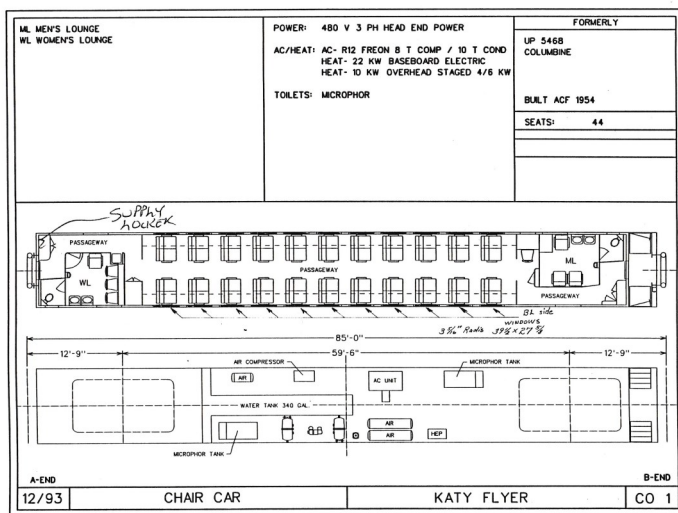 ML MEN'S LOUNGE
WL WOMEN'S LOUNGE
POWER: 480 V 3 PH HEAD END POWER
AC/HEAT: AC- R12 FREON 8 T COMP / 10 T COND
HEAT- 22 KW BASEBOARD ELECTRIC
HEAT- 10 KW OVERHEAD STAGED 4/6 KW
TOILETS: MICROPHOR
FORMERLY
UP 5468
COLUMBINE
BUILT ACF 1954
SEATS: 44
SUPPLY
LOCKER
PASSAGEWAY
WL
PASSAGEWAY
ML
PASSAGEWAY
BL side
WINDOWS
85'-0"
12'-9"
59'-6"
12'-9"
AIR COMPRESSOR
MICROPHOR TANK
AIR
AC UNIT
WATER TANK 340 GAL.
AIR
AIR
HEP
MICROPHOR TANK
A-END
B-END
12/93
CHAIR CAR
KATY FLYER
CO 1